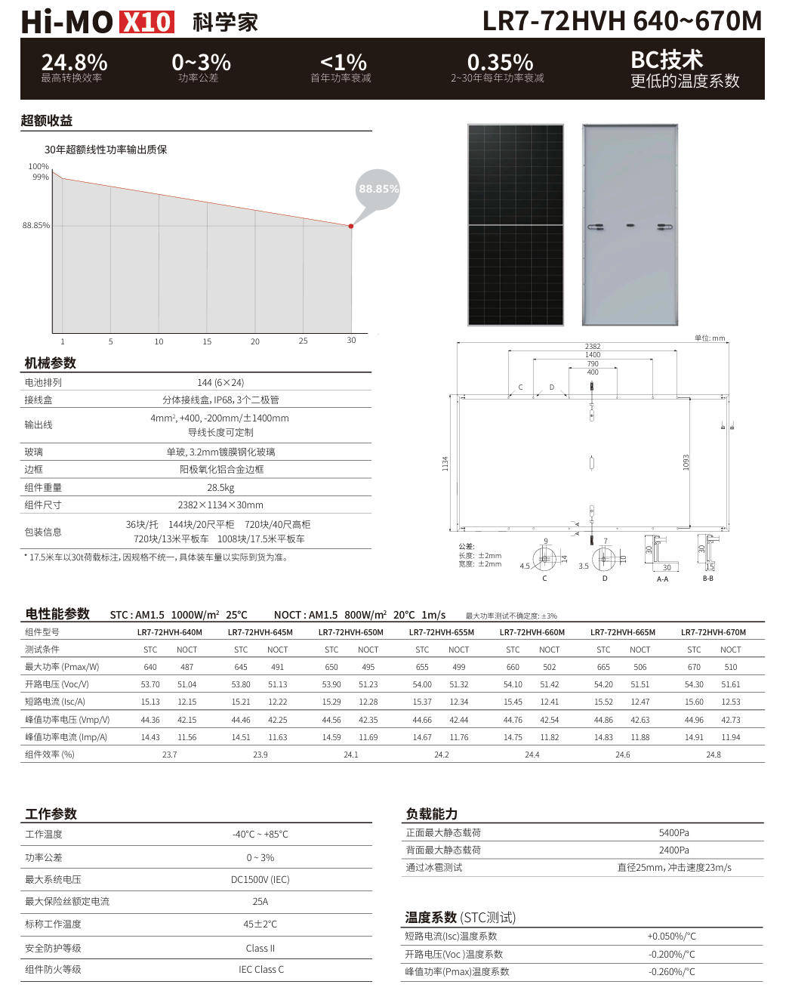 Hi-MO X10 科学家
LR7-72HVH 640~670M
24.8% 0~3% <1% 0.35% BC技术
最高转换效率 功率公差 首年功率衰减 2~30年每年功率衰减 更低的温度系数
超额收益
30年超额线性功率输出质保
100%
99%
88.85%
88.85%
1 5 10 15 20 25 30
单位: mm
2382
1400
790
400
C D
1134
1093
B
B
A
A
公差:
长度: ±2mm
宽度: ±2mm
9
4.5
14
C
7
3.5
10
D
30
30
A-A
30
15
B-B
机械参数
电池排列 144 (6×24)
接线盒 分体接线盒, IP68, 3个二极管
输出线 4mm², +400, -200mm/±1400mm
导线长度可定制
玻璃 单玻, 3.2mm镀膜钢化玻璃
边框 阳极氧化铝合金边框
组件重量 28.5kg
组件尺寸 2382×1134×30mm
包装信息 36块/托 144块/20尺平柜 720块/40尺高柜
720块/13米平板车 1008块/17.5米平板车
* 17.5米车以30t荷载标注, 因规格不统一, 具体装车量以实际到货为准。
电性能参数 STC : AM1.5 1000W/m² 25°C NOCT : AM1.5 800W/m² 20°C 1m/s 最大功率测试不确定度: ±3%
组件型号 LR7-72HVH-640M LR7-72HVH-645M LR7-72HVH-650M LR7-72HVH-655M LR7-72HVH-660M LR7-72HVH-665M LR7-72HVH-670M
测试条件 STC NOCT STC NOCT STC NOCT STC NOCT STC NOCT STC NOCT STC NOCT
最大功率 (Pmax/W) 640 487 645 491 650 495 655 499 660 502 665 506 670 510
开路电压 (Voc/V) 53.70 51.04 53.80 51.13 53.90 51.23 54.00 51.32 54.10 51.42 54.20 51.51 54.30 51.61
短路电流 (Isc/A) 15.13 12.15 15.21 12.22 15.29 12.28 15.37 12.34 15.45 12.41 15.52 12.47 15.60 12.53
峰值功率电压 (Vmp/V) 44.36 42.15 44.46 42.25 44.56 42.35 44.66 42.44 44.76 42.54 44.86 42.63 44.96 42.73
峰值功率电流 (Imp/A) 14.43 11.56 14.51 11.63 14.59 11.69 14.67 11.76 14.75 11.82 14.83 11.88 14.91 11.94
组件效率 (%) 23.7 23.9 24.1 24.2 24.4 24.6 24.8
工作参数
工作温度 -40°C ~ +85°C
功率公差 0 ~ 3%
最大系统电压 DC1500V (IEC)
最大保险丝额定电流 25A
标称工作温度 45±2°C
安全防护等级 Class II
组件防火等级 IEC Class C
负载能力
正面最大静态载荷 5400Pa
背面最大静态载荷 2400Pa
通过冰雹测试 直径25mm, 冲击速度23m/s
温度系数 (STC测试)
短路电流(Isc)温度系数 +0.050%/°C
开路电压(Voc )温度系数 -0.200%/°C
峰值功率(Pmax)温度系数 -0.260%/°C